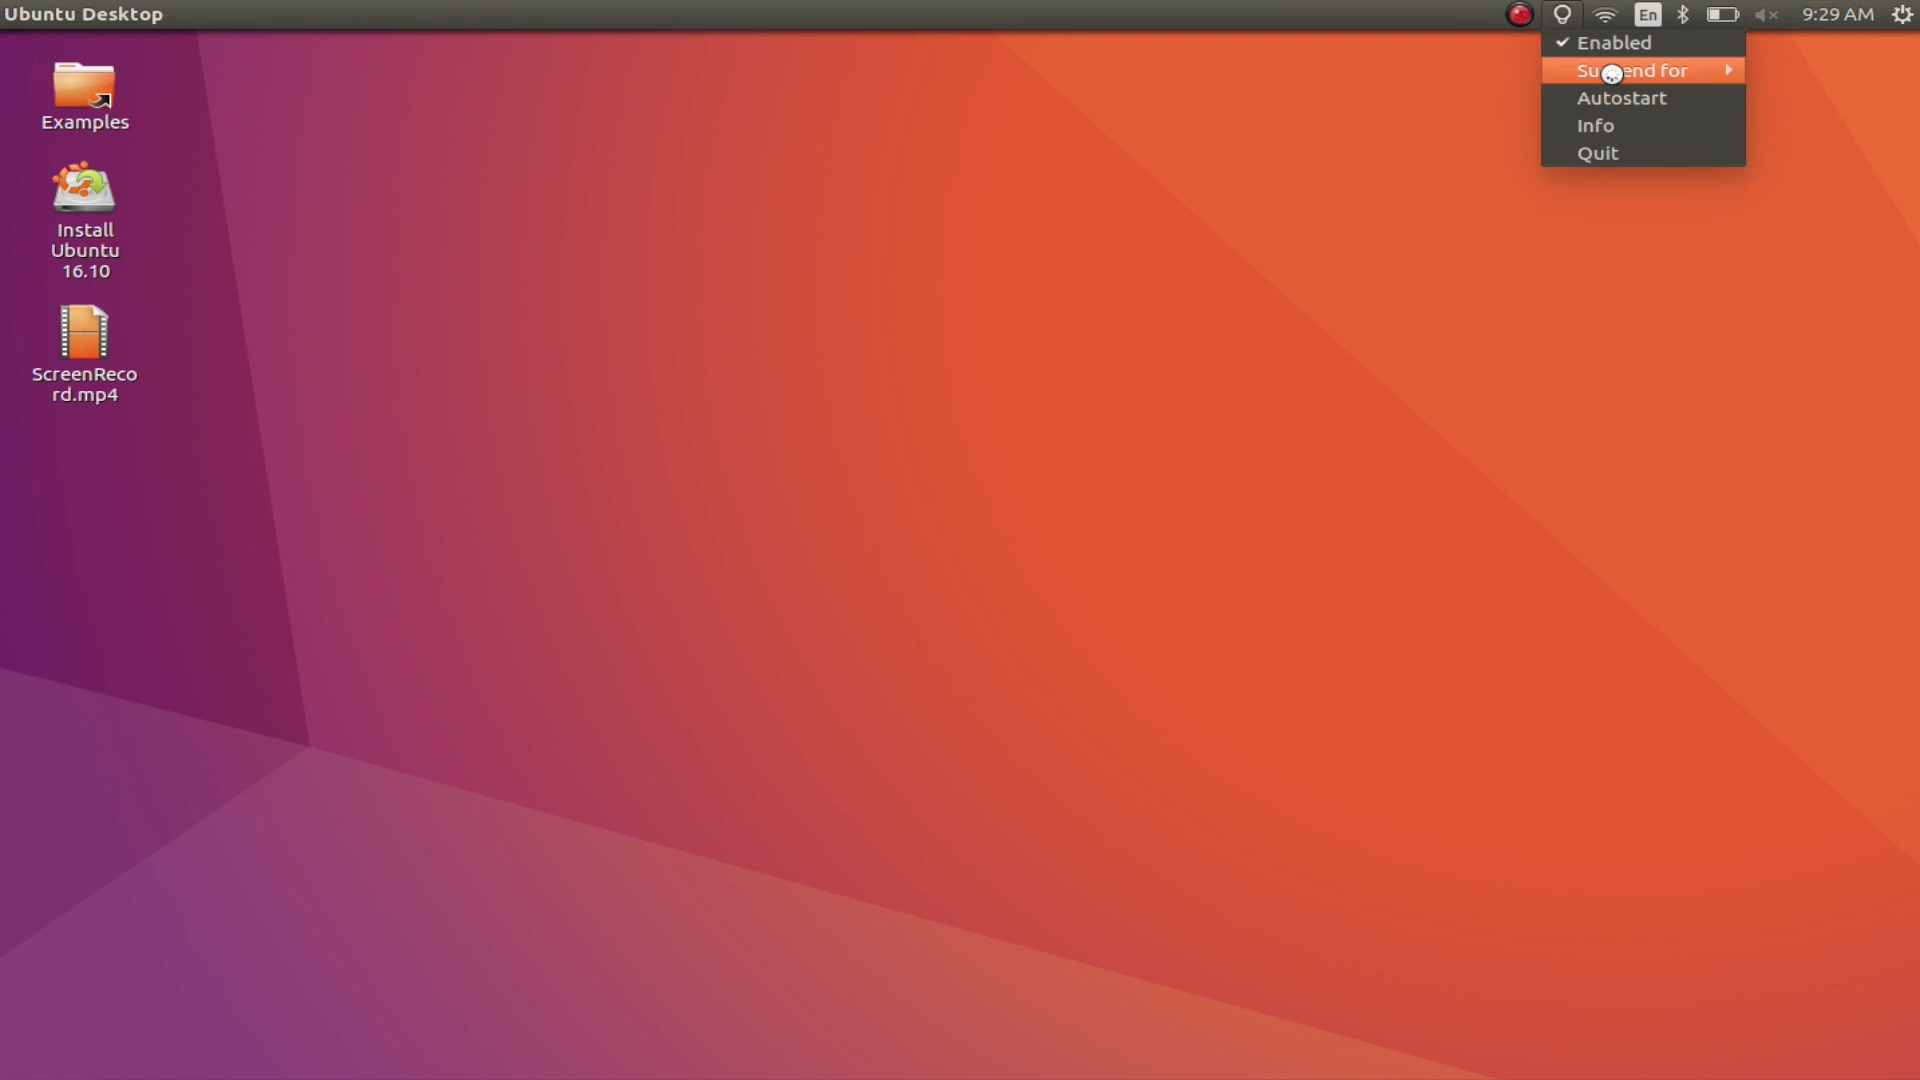 Ubuntu Desktop
En
9:29 AM
Enabled
for
Autostart
Info
Quit
Examples
Install
Ubuntu
16.10
ScreenReco
rd.mp4